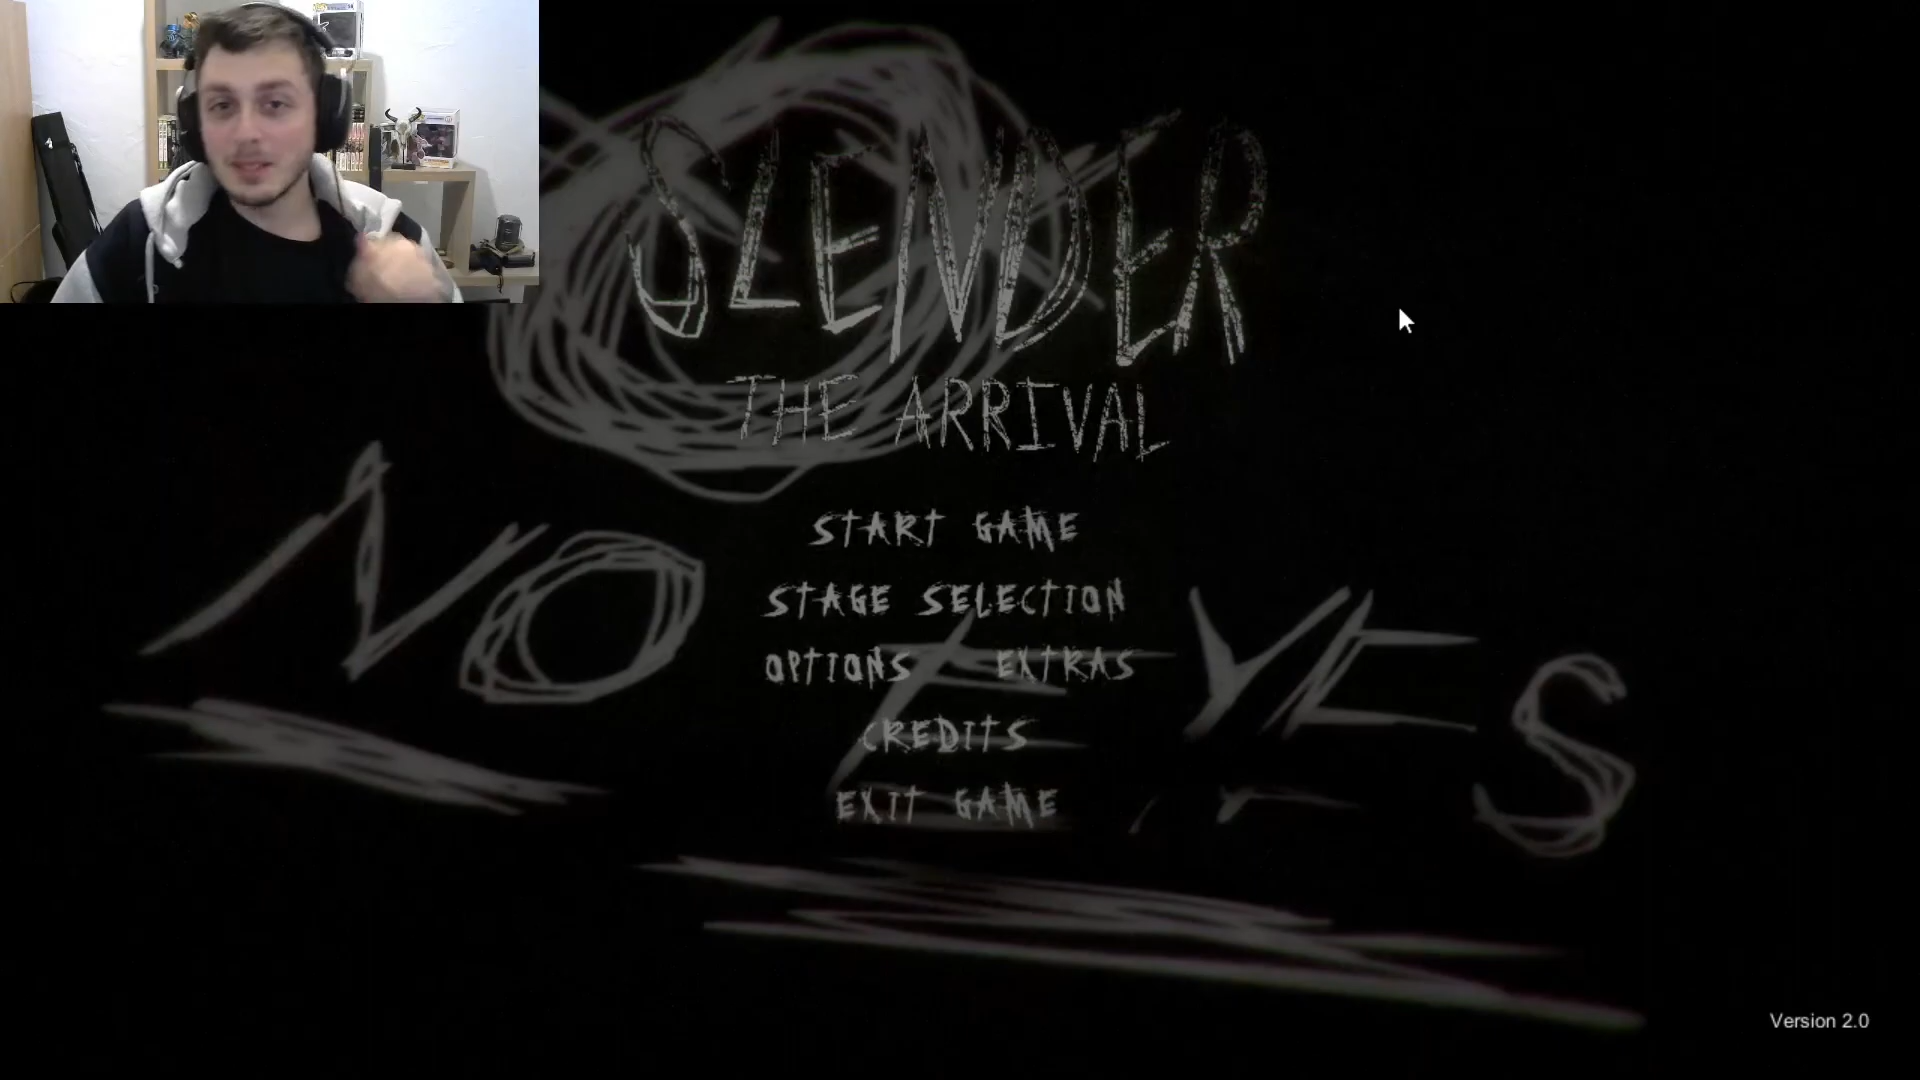 SLENDER
THE ARRIVAL
START GAME
STAGE SELECTION
OPTIONS EXTRAS
CREDITS
EXIT GAME
NO EYES
Version 2.0